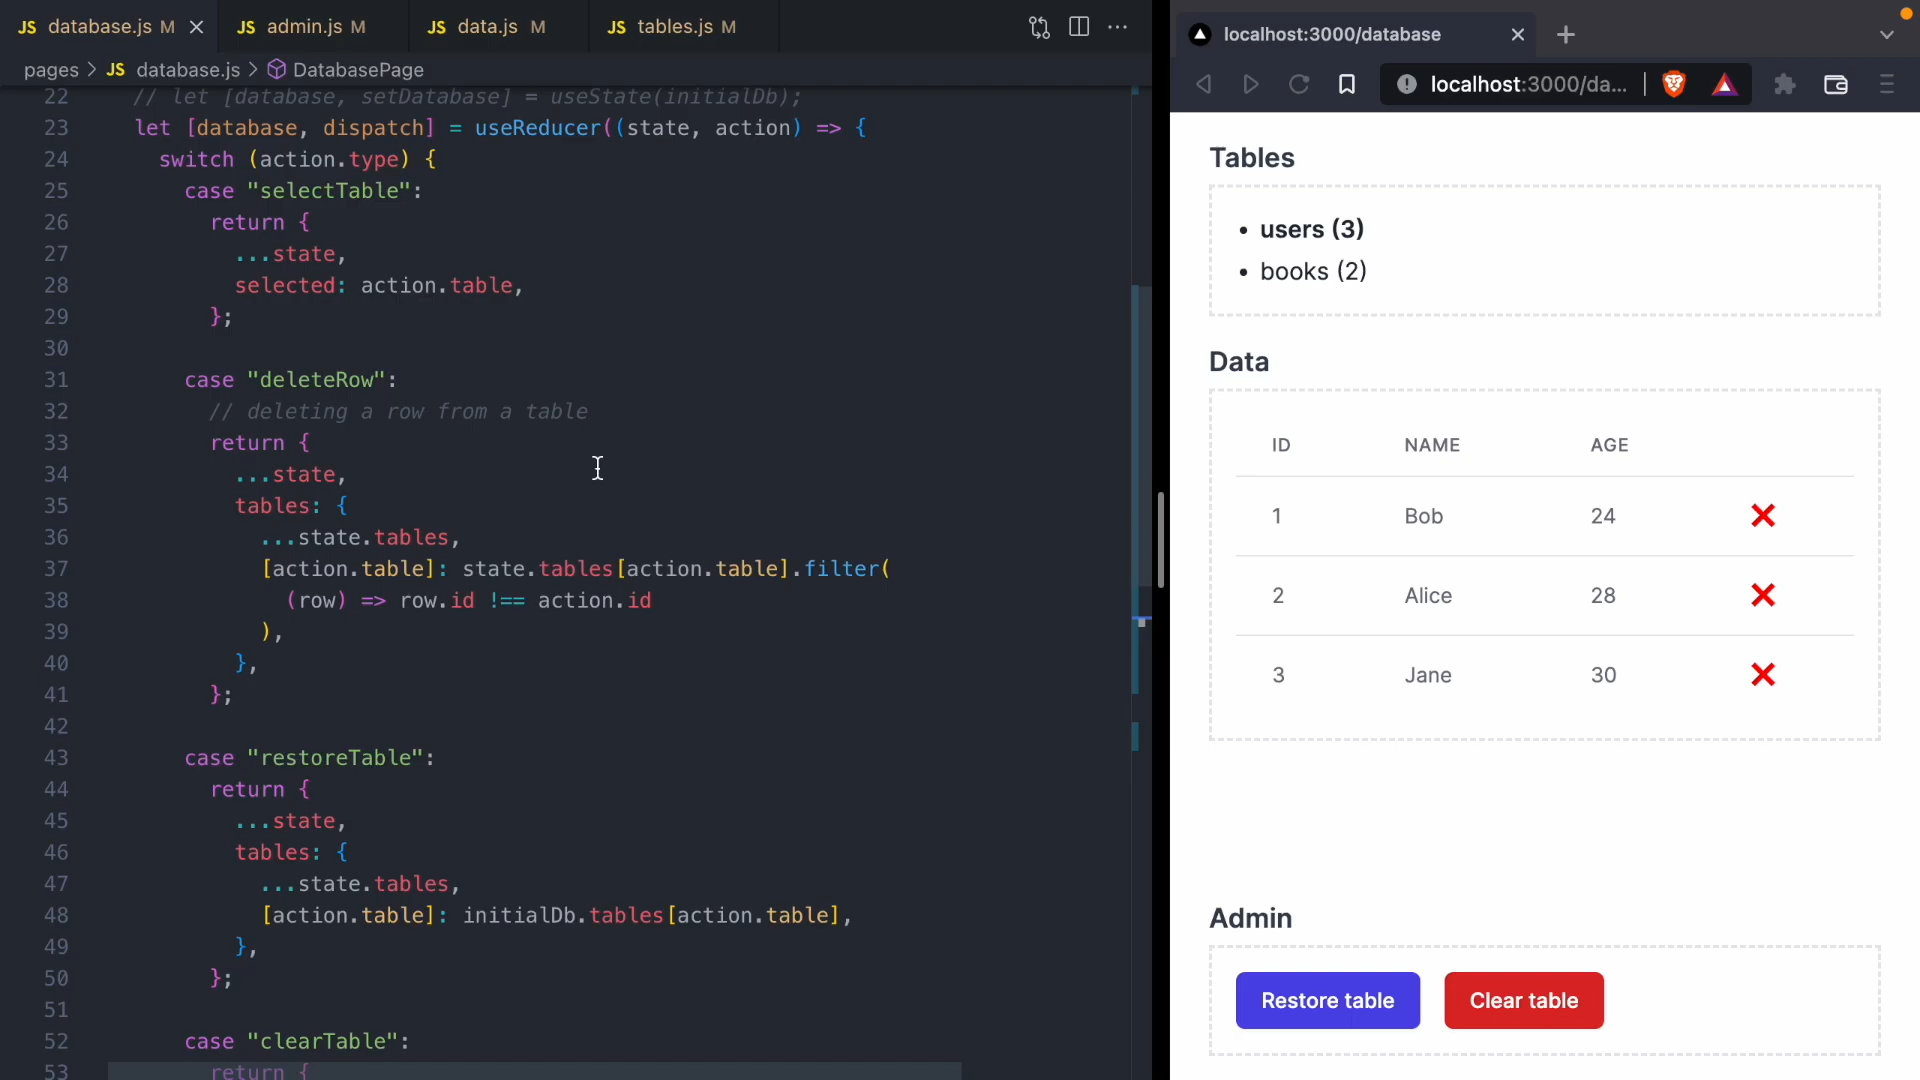 JS database.js M
JS admin.js M
JS data.js M
JS tables.js M
pages > JS database.js > DatabasePage
22 // let [database, setDatabase] = useState(initialDb);
23 let [database, dispatch] = useReducer((state, action) => {
24 switch (action.type) {
25 case "selectTable":
26 return {
27 ...state,
28 selected: action.table,
29 };
30
31 case "deleteRow":
32 // deleting a row from a table
33 return {
34 ...state,
35 tables: {
36 ...state.tables,
37 [action.table]: state.tables[action.table].filter(
38 (row) => row.id !== action.id
39 ),
40 },
41 };
42
43 case "restoreTable":
44 return {
45 ...state,
46 tables: {
47 ...state.tables,
48 [action.table]: initialDb.tables[action.table],
49 },
50 };
51
52 case "clearTable":
53 return {
localhost:3000/database
localhost:3000/da...
Tables
• users (3)
• books (2)
Data
ID NAME AGE
1 Bob 24
2 Alice 28
3 Jane 30
Admin
Restore table
Clear table